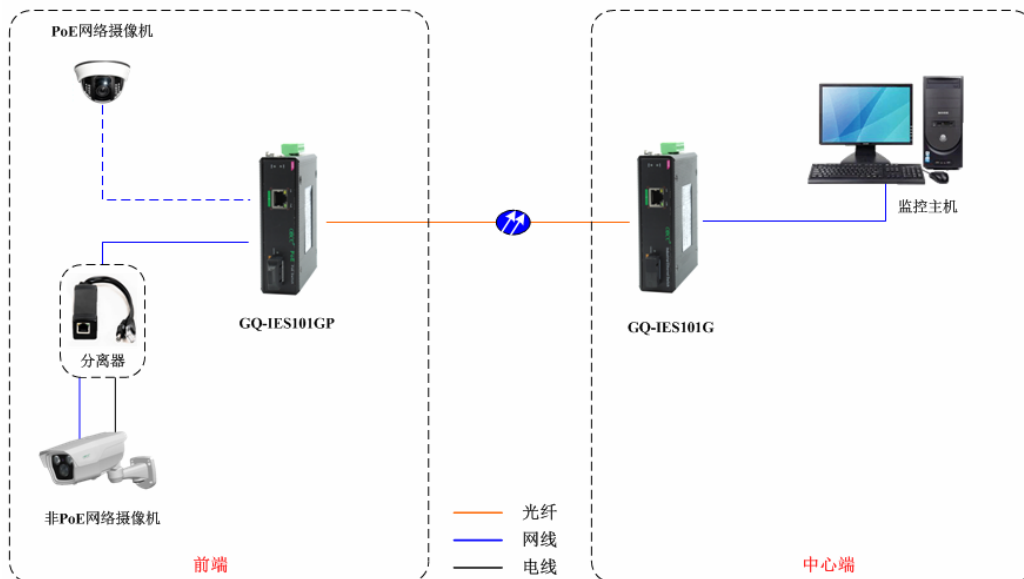 PoE网络摄像机
监控主机
GQ-IES101GP
GQ-IES101G
分离器
非PoE网络摄像机
光纤
网线
电线
前端
中心端